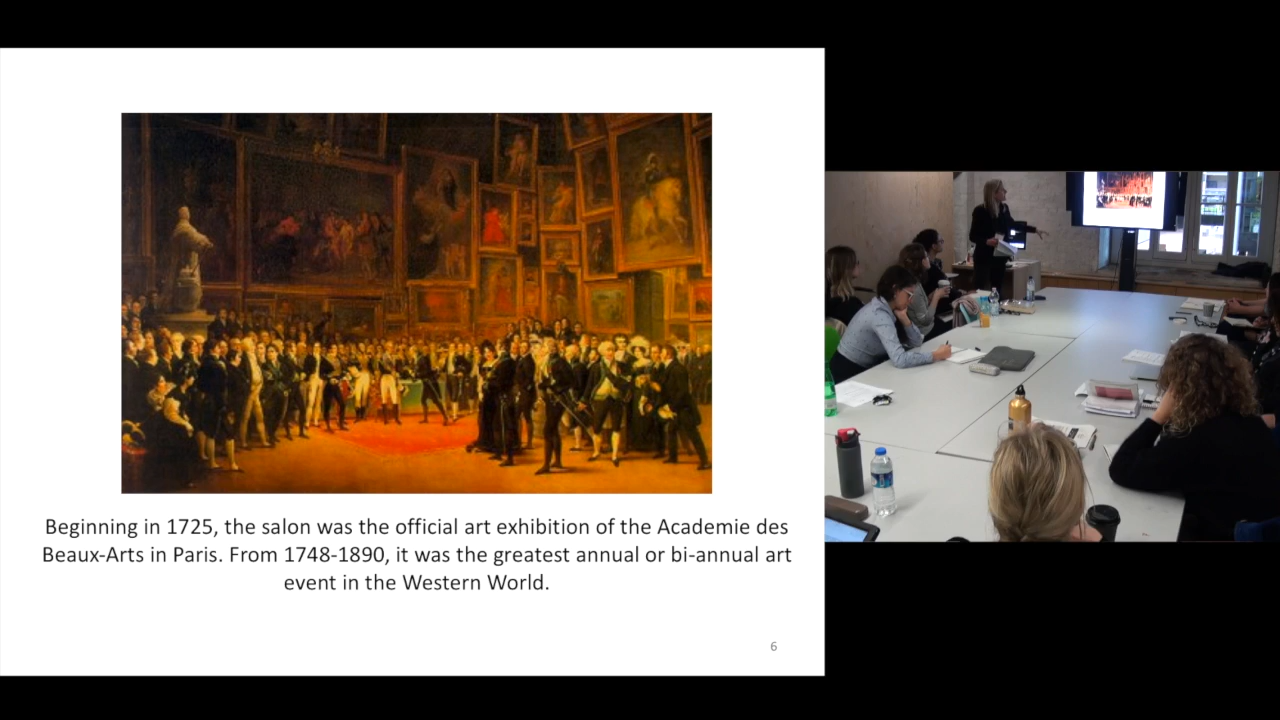 Beginning in 1725, the salon was the official art exhibition of the Academie des
Beaux-Arts in Paris. From 1748-1890, it was the greatest annual or bi-annual art
event in the Western World.
6